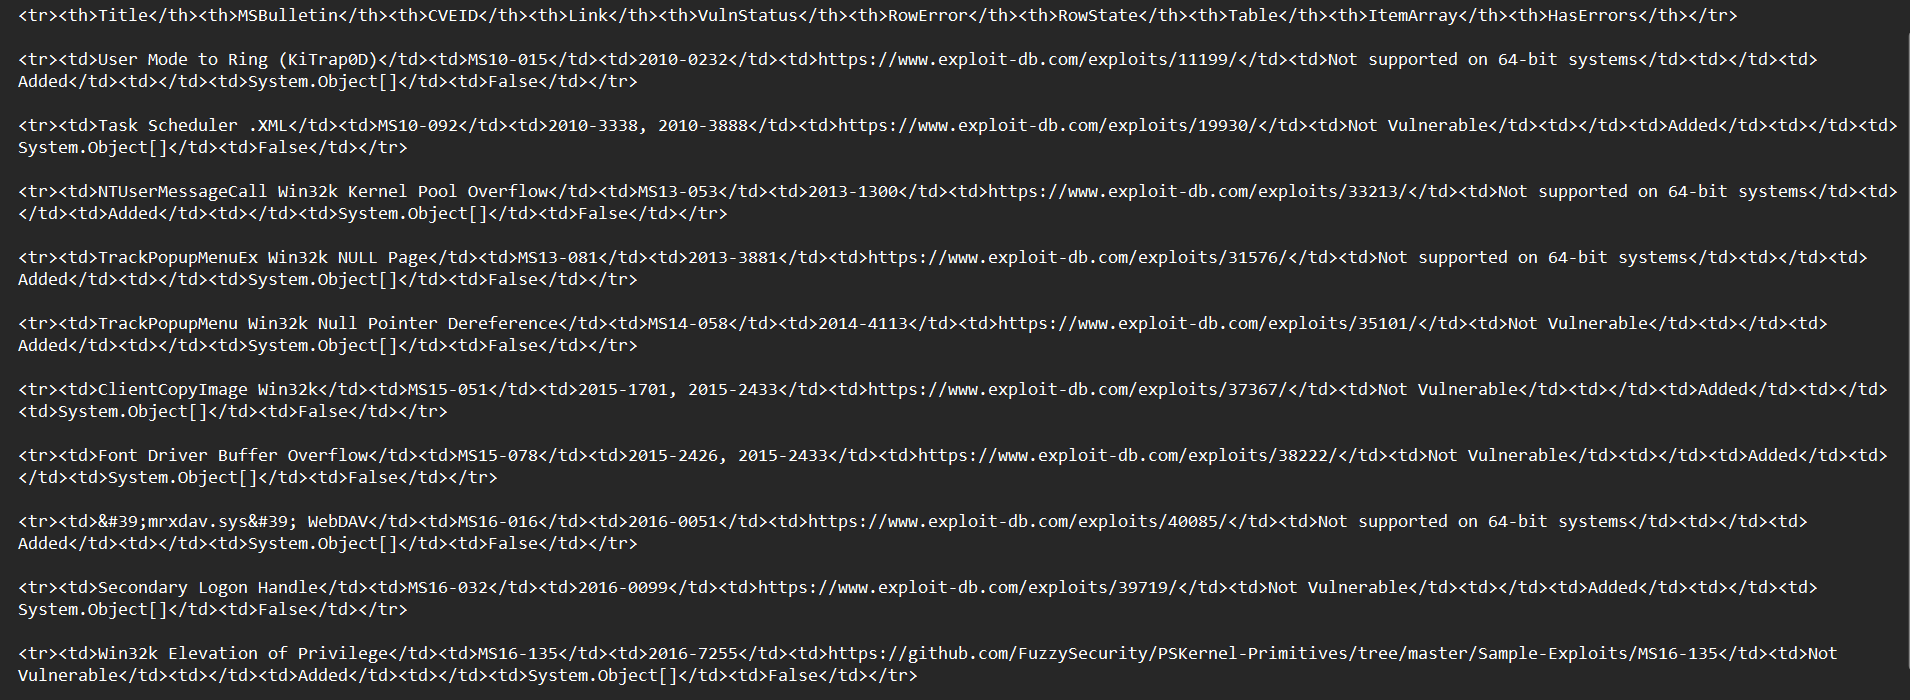 <tr><th>Title</th><th>MSBulletin</th><th>CVEID</th><th>Link</th><th>VulnStatus</th><th>RowError</th><th>RowState</th><th>Table</th><th>ItemArray</th><th>HasErrors</th></tr>
<tr><td>User Mode to Ring (KiTrap0D)</td><td>MS10-015</td><td>2010-0232</td><td>https://www.exploit-db.com/exploits/11199/</td><td>Not supported on 64-bit systems</td><td></td><td>
Added</td><td></td><td>System.Object[]</td><td>False</td></tr>
<tr><td>Task Scheduler .XML</td><td>MS10-092</td><td>2010-3338, 2010-3888</td><td>https://www.exploit-db.com/exploits/19930/</td><td>Not Vulnerable</td><td></td><td>Added</td><td></td><td>
System.Object[]</td><td>False</td></tr>
<tr><td>NTUserMessageCall Win32k Kernel Pool Overflow</td><td>MS13-053</td><td>2013-1300</td><td>https://www.exploit-db.com/exploits/33213/</td><td>Not supported on 64-bit systems</td><td>
</td><td>Added</td><td></td><td>System.Object[]</td><td>False</td></tr>
<tr><td>TrackPopupMenuEx Win32k NULL Page</td><td>MS13-081</td><td>2013-3881</td><td>https://www.exploit-db.com/exploits/31576/</td><td>Not supported on 64-bit systems</td><td></td><td>
Added</td><td></td><td>System.Object[]</td><td>False</td></tr>
<tr><td>TrackPopupMenu Win32k Null Pointer Dereference</td><td>MS14-058</td><td>2014-4113</td><td>https://www.exploit-db.com/exploits/35101/</td><td>Not Vulnerable</td><td></td><td>
Added</td><td></td><td>System.Object[]</td><td>False</td></tr>
<tr><td>ClientCopyImage Win32k</td><td>MS15-051</td><td>2015-1701, 2015-2433</td><td>https://www.exploit-db.com/exploits/37367/</td><td>Not Vulnerable</td><td></td><td>Added</td><td></td>
<td>System.Object[]</td><td>False</td></tr>
<tr><td>Font Driver Buffer Overflow</td><td>MS15-078</td><td>2015-2426, 2015-2433</td><td>https://www.exploit-db.com/exploits/38222/</td><td>Not Vulnerable</td><td></td><td>Added</td><td>
</td><td>System.Object[]</td><td>False</td></tr>
<tr><td>&#39;mrxdav.sys&#39; WebDAV</td><td>MS16-016</td><td>2016-0051</td><td>https://www.exploit-db.com/exploits/40085/</td><td>Not supported on 64-bit systems</td><td></td><td>
Added</td><td></td><td>System.Object[]</td><td>False</td></tr>
<tr><td>Secondary Logon Handle</td><td>MS16-032</td><td>2016-0099</td><td>https://www.exploit-db.com/exploits/39719/</td><td>Not Vulnerable</td><td></td><td>Added</td><td></td><td>
System.Object[]</td><td>False</td></tr>
<tr><td>Win32k Elevation of Privilege</td><td>MS16-135</td><td>2016-7255</td><td>https://github.com/FuzzySecurity/PSKernel-Primitives/tree/master/Sample-Exploits/MS16-135</td><td>Not
Vulnerable</td><td></td><td>Added</td><td></td><td>System.Object[]</td><td>False</td></tr>